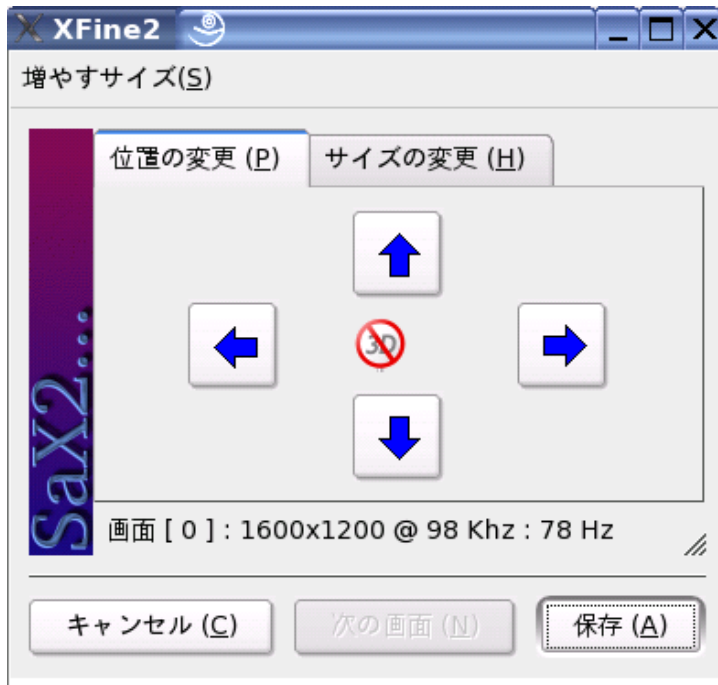 XFine2
増やすサイズ(S)
位置の変更 (P)
サイズの変更 (H)
3D
SaX2...
画面 [ 0 ] : 1600x1200 @ 98 Khz : 78 Hz
キャンセル (C)
次の画面 (N)
保存 (A)